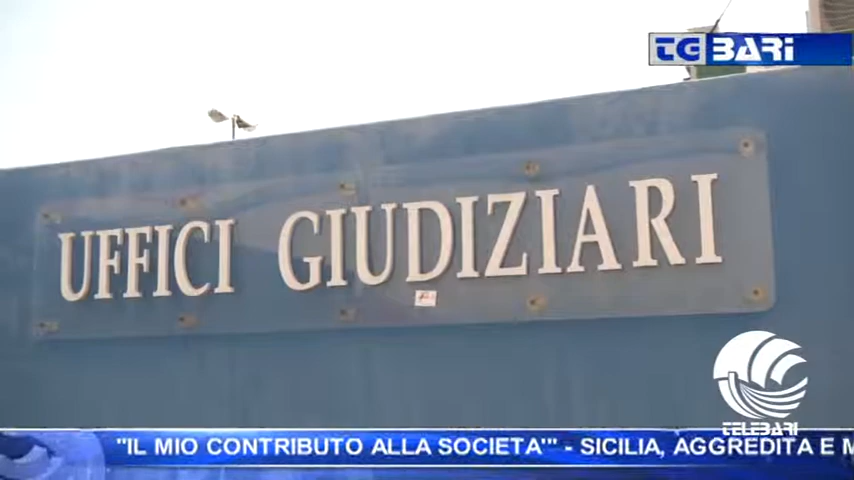 TG BARI
UFFICI GIUDIZIARI
TELEBARI
"IL MIO CONTRIBUTO ALLA SOCIETA'" - SICILIA, AGGREDITA E